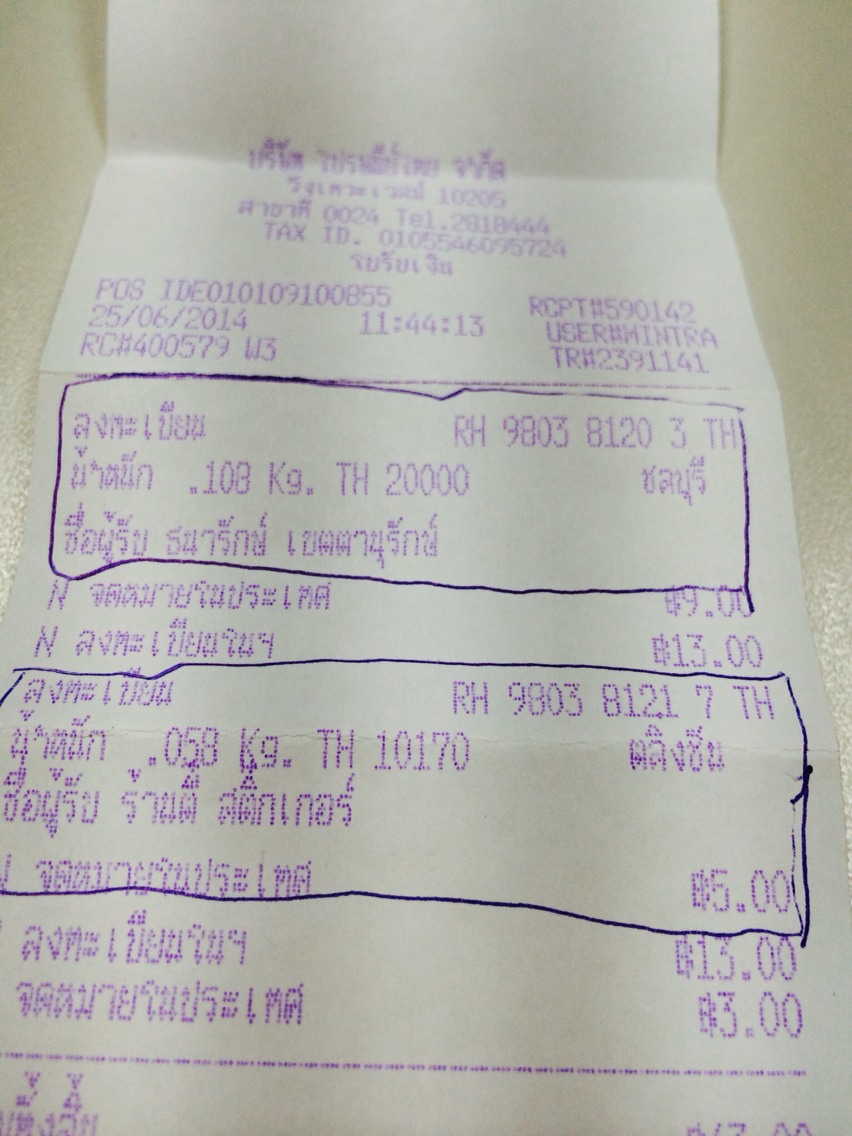 บริษัท ไปรษณีย์ไทย จำกัด
วังเพาะเวสม์ 10205
สาขาที่ 0024 Tel.2818444
TAX ID. 0105546095724
ใบรับเงิน
POS IDE010109100855 RCPT#590142
25/06/2014 11:44:13 USER#MINTRA
RC#400579 W3 TR#2391141
ลงทะเบียน RH 9803 8120 3 TH
น้ำหนัก .108 Kg. TH 20000 ชลบุรี
ชื่อผู้รับ ธนารักษ์ เขตตานุรักษ์
N จดหมายในประเทศ ฿9.00
N ลงทะเบียนในฯ ฿13.00
ลงทะเบียน RH 9803 8121 7 TH
น้ำหนัก .058 Kg. TH 10170 ตลิ่งชัน
ชื่อผู้รับ ร้านดี สติ๊กเกอร์
N จดหมายในประเทศ ฿5.00
ลงทะเบียนในฯ ฿13.00
จดหมายในประเทศ ฿3.00